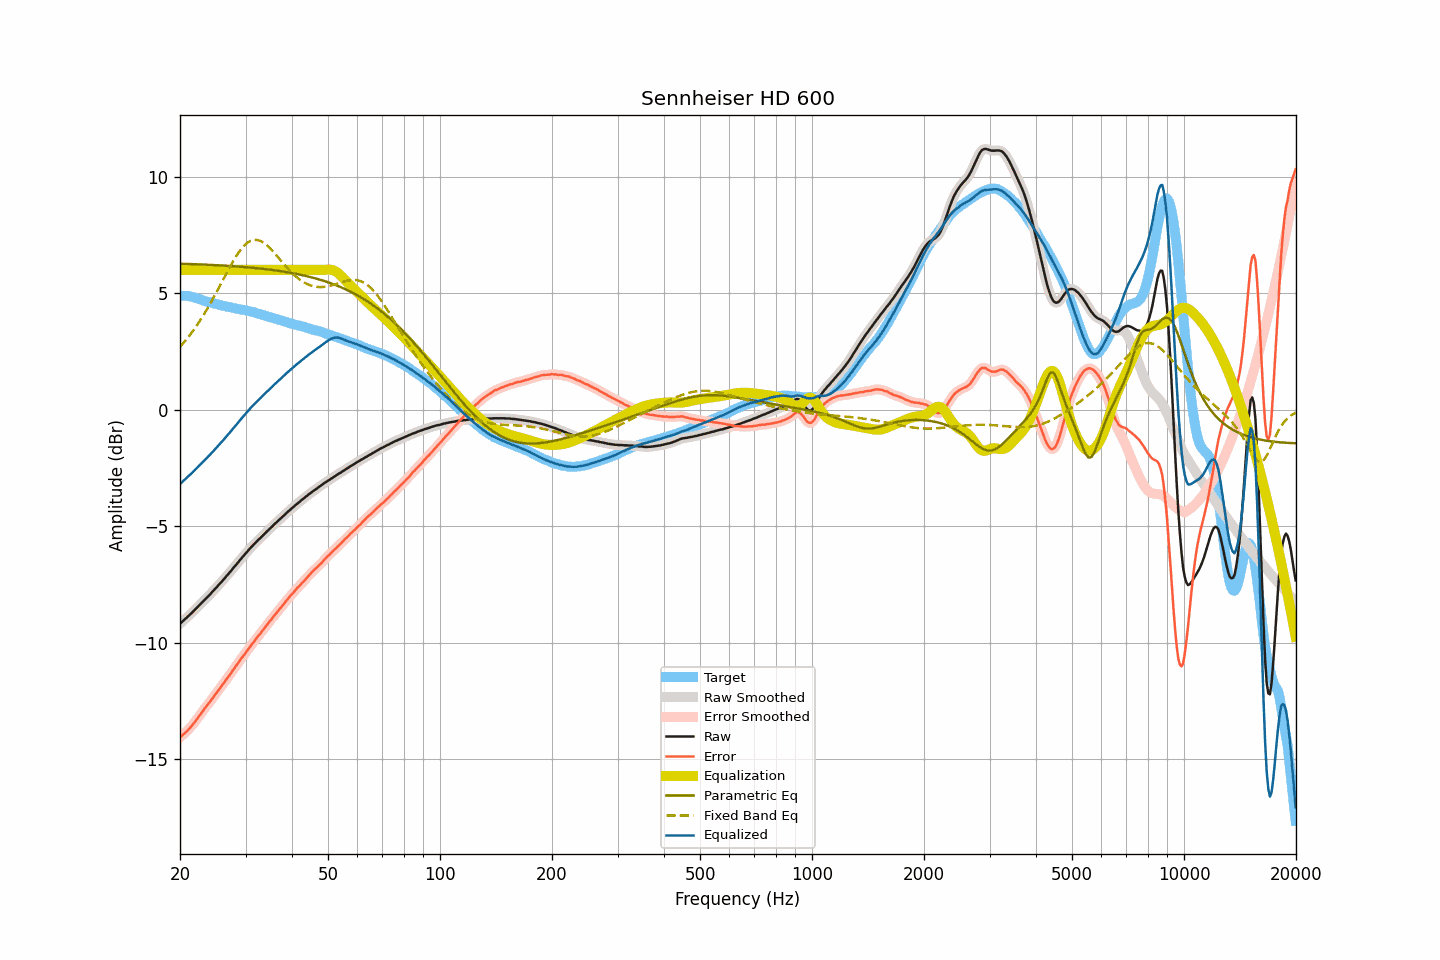 Sennheiser HD 600
Amplitude (dBr)
10
5
0
−5
−10
−15
Target
Raw Smoothed
Error Smoothed
Raw
Error
Equalization
Parametric Eq
Fixed Band Eq
Equalized
20 50 100 200 500 1000 2000 5000 10000 20000
Frequency (Hz)